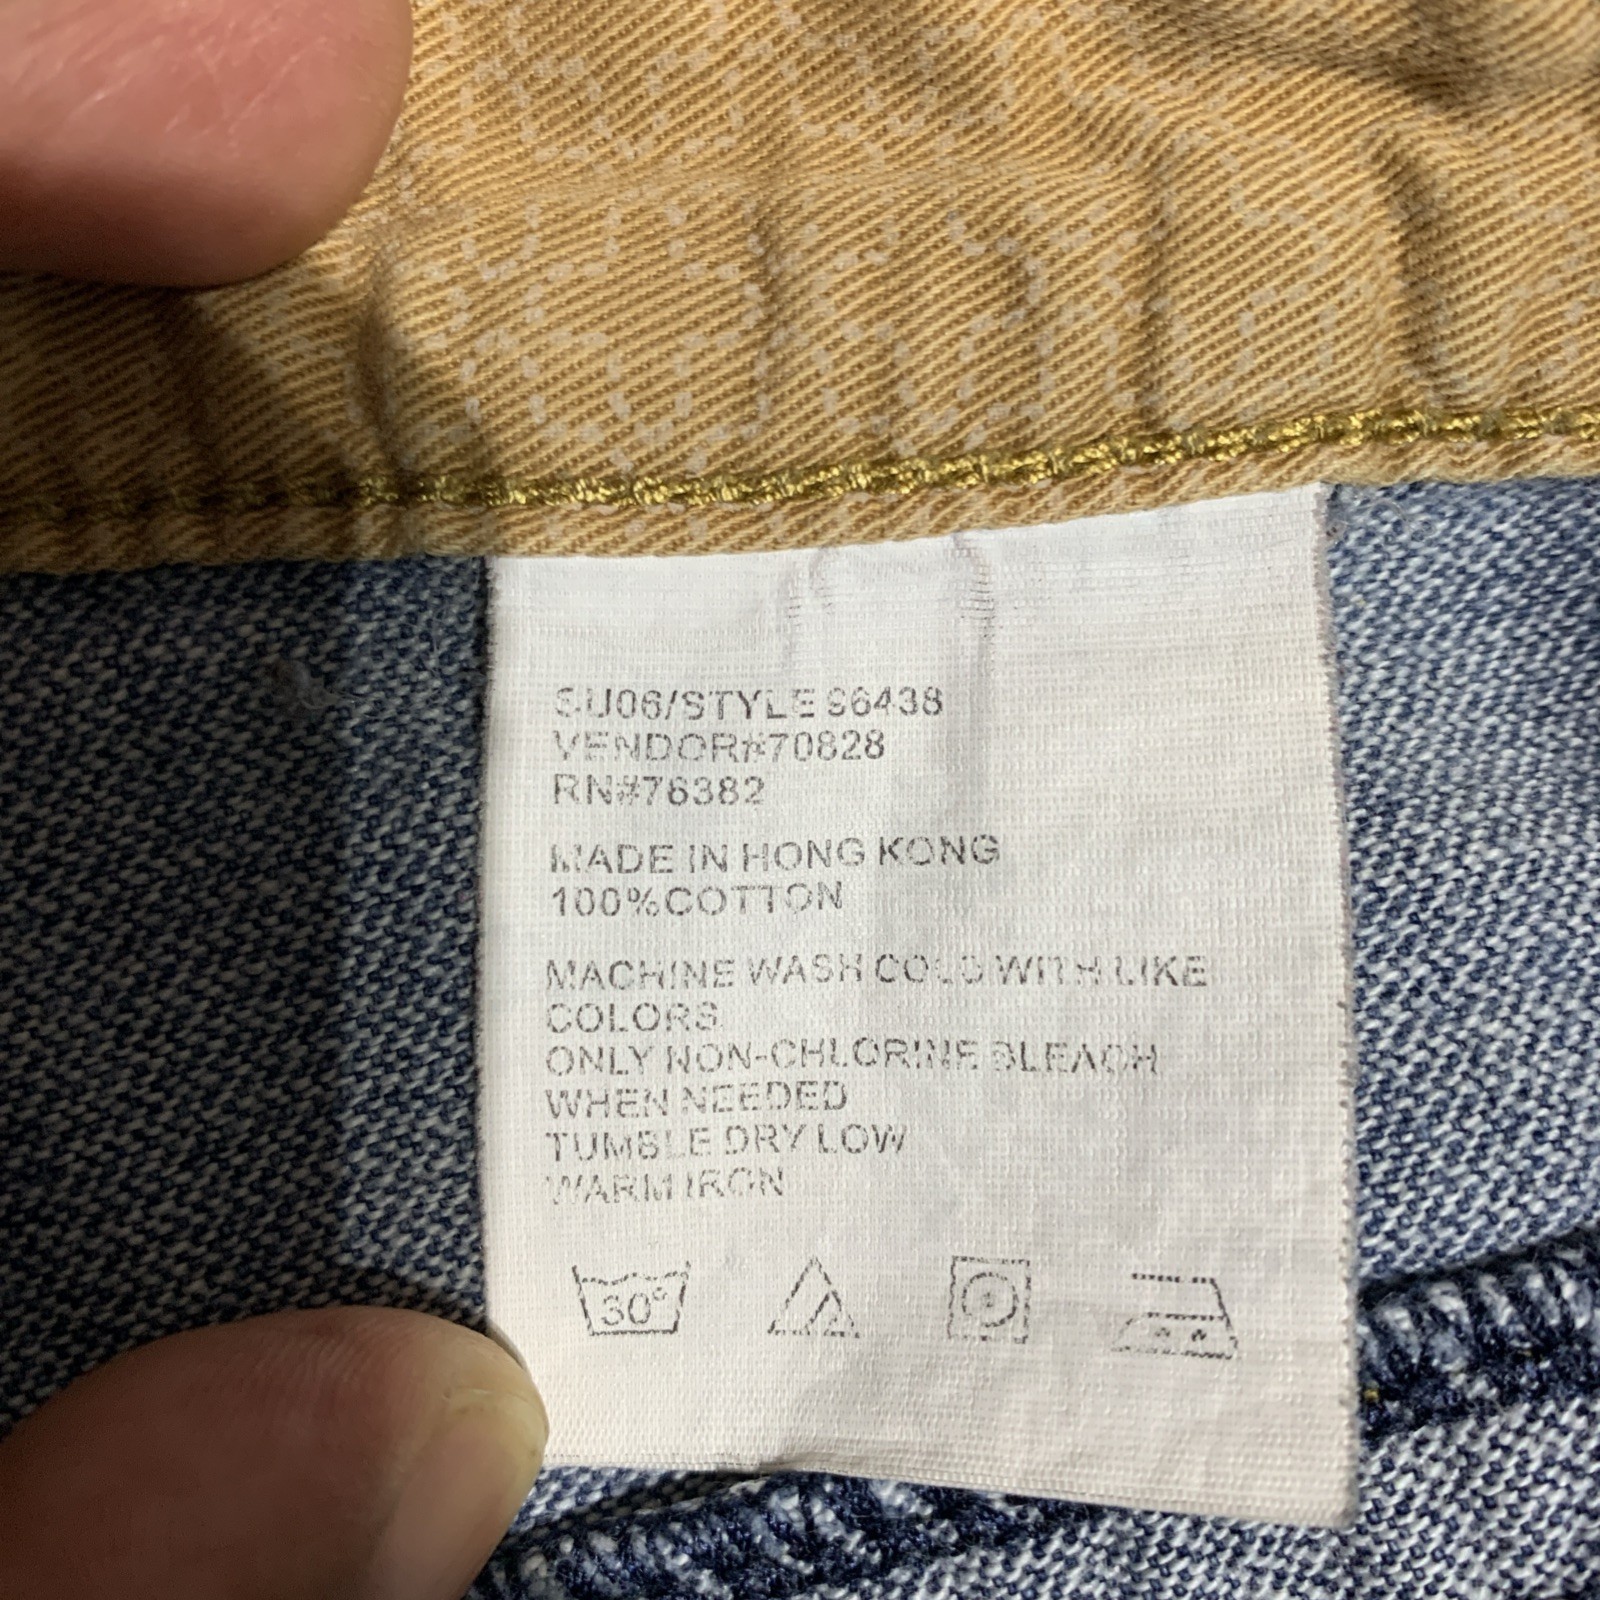 SU06/STYLE 96438
VENDOR#70828
RN#76382
MADE IN HONG KONG
100%COTTON
MACHINE WASH COLD WITH LIKE
COLORS
ONLY NON-CHLORINE BLEACH
WHEN NEEDED
TUMBLE DRY LOW
WARM IRON
30°